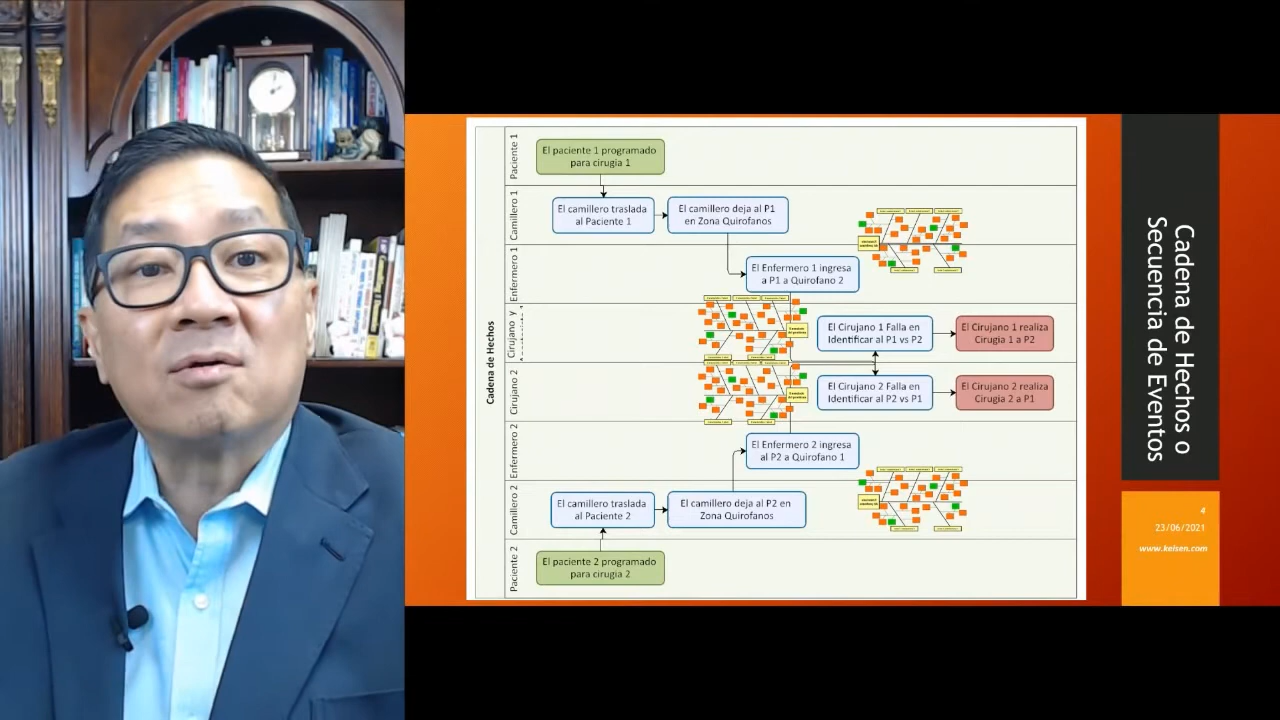 Cadena de Hechos
Paciente 1
El paciente 1 programado
para cirugía 1
Camillero 1
El camillero traslada
al Paciente 1
El camillero deja al P1
en Zona Quirofanos
Enfermero 1
El Enfermero 1 ingresa
a P1 a Quirofano 2
Cirujano y
El Cirujano 1 Falla en
Identificar al P1 vs P2
El Cirujano 1 realiza
Cirugía 1 a P2
Cirujano 2
El Cirujano 2 Falla en
Identificar al P2 vs P1
El Cirujano 2 realiza
Cirugía 2 a P1
Enfermero 2
El Enfermero 2 ingresa
al P2 a Quirofano 1
Camillero 2
El camillero traslada
al Paciente 2
El camillero deja al P2 en
Zona Quirofanos
Paciente 2
El paciente 2 programado
para cirugía 2
Cadena de Hechos o
Secuencia de Eventos
4
23/06/2021
www.keisen.com